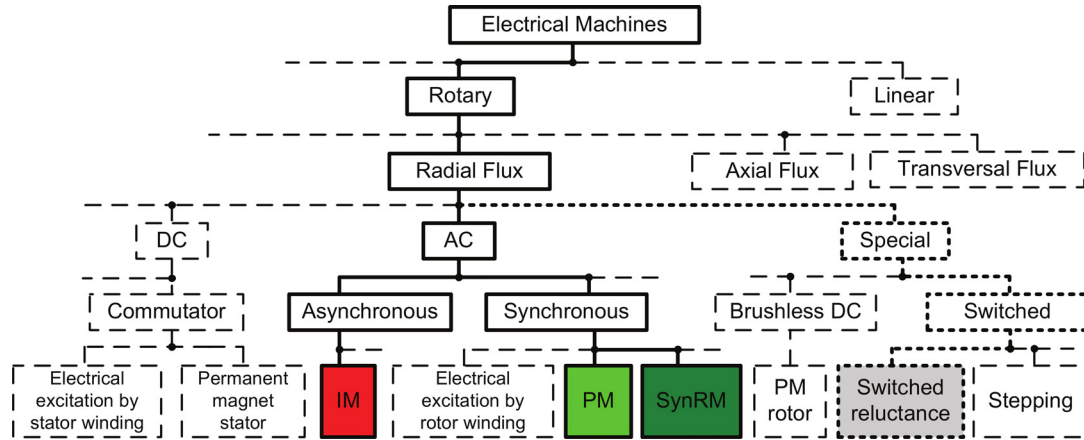 Electrical Machines
Rotary
Linear
Radial Flux
Axial Flux
Transversal Flux
DC
AC
Special
Commutator
Asynchronous
Synchronous
Brushless DC
Switched
Electrical
excitation by
stator winding
Permanent
magnet
stator
IM
Electrical
excitation by
rotor winding
PM
SynRM
PM
rotor
Switched
reluctance
Stepping